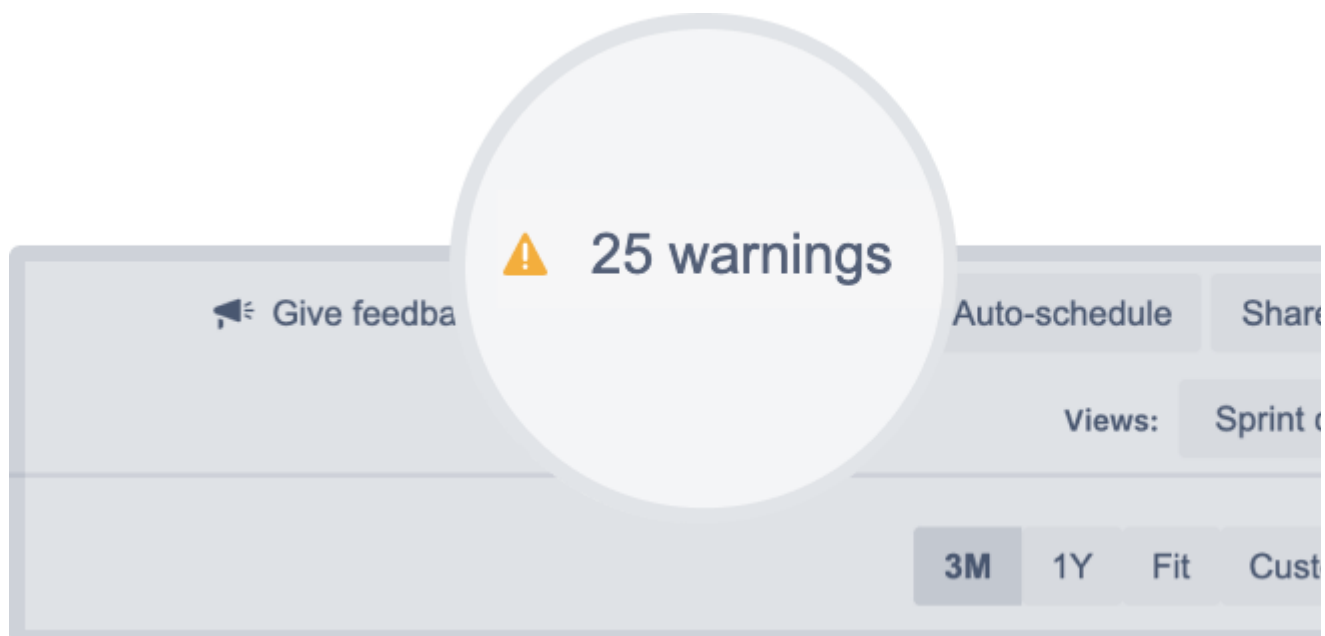 25 warnings
Give feedba
Auto-schedule
Share
Views:
Sprint
3M
1Y
Fit
Cust